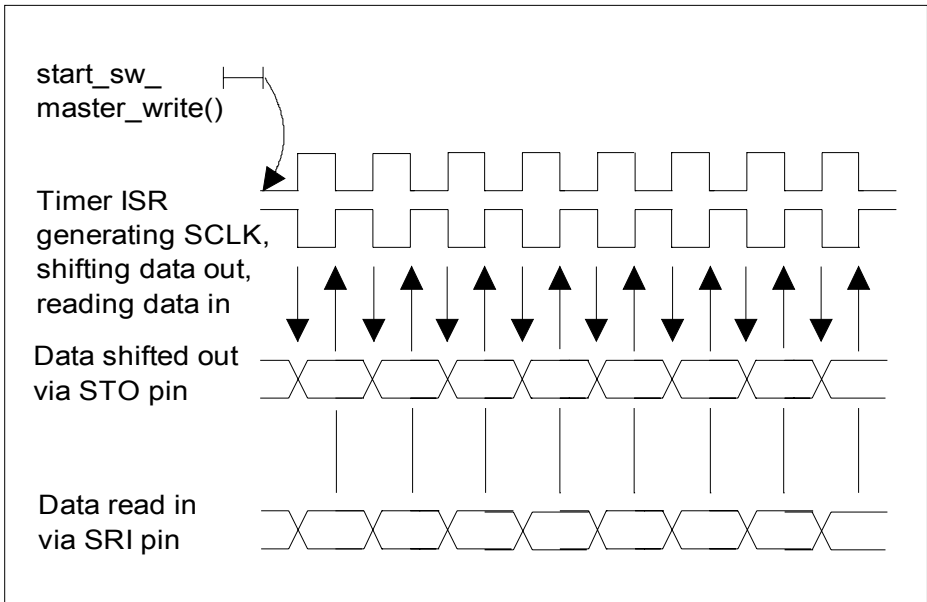 start_sw_
master_write()
Timer ISR
generating SCLK,
shifting data out,
reading data in
Data shifted out
via STO pin
Data read in
via SRI pin